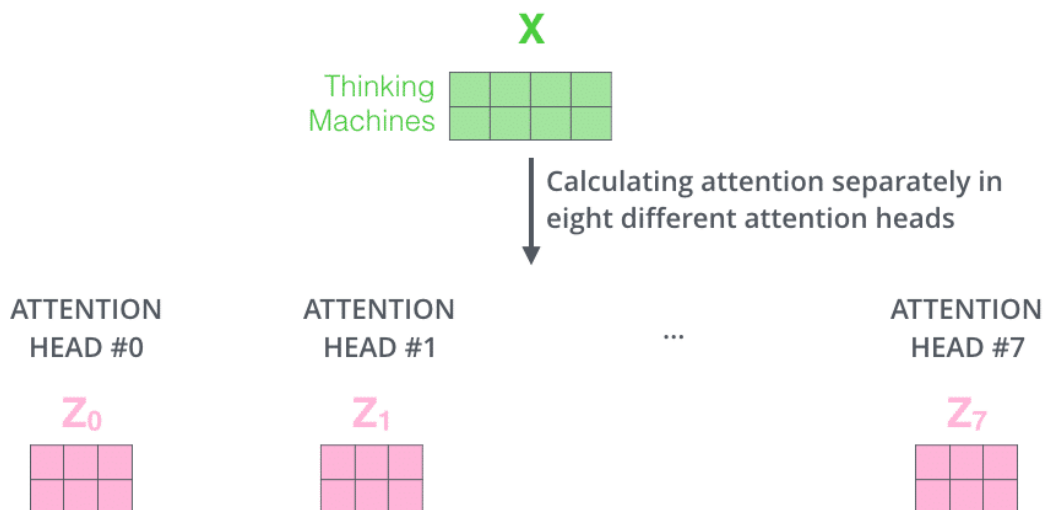 X
Thinking
Machines
Calculating attention separately in
eight different attention heads
ATTENTION
HEAD #0
ATTENTION
HEAD #1
...
ATTENTION
HEAD #7
Z₀
Z₁
Z₇